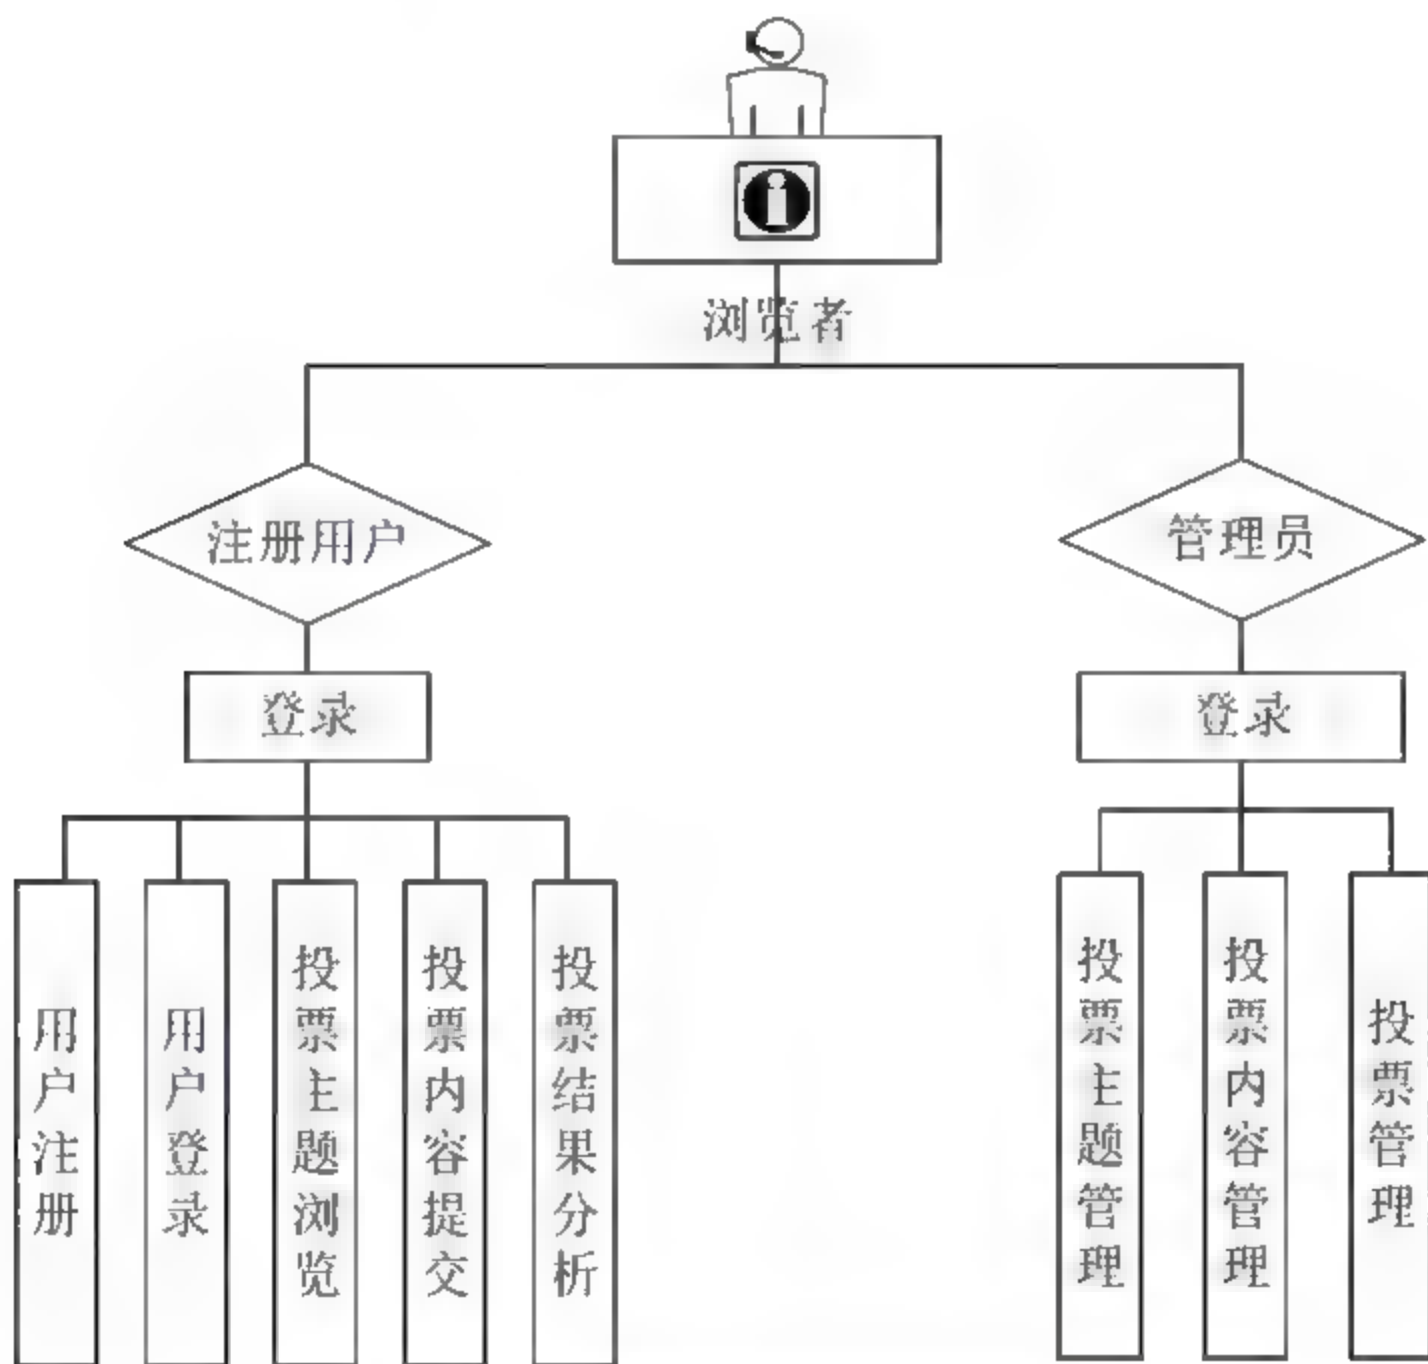 浏览者
注册用户
管理员
登录
登录
用户注册
用户登录
投票主题浏览
投票内容提交
投票结果分析
投票主题管理
投票内容管理
投票管理